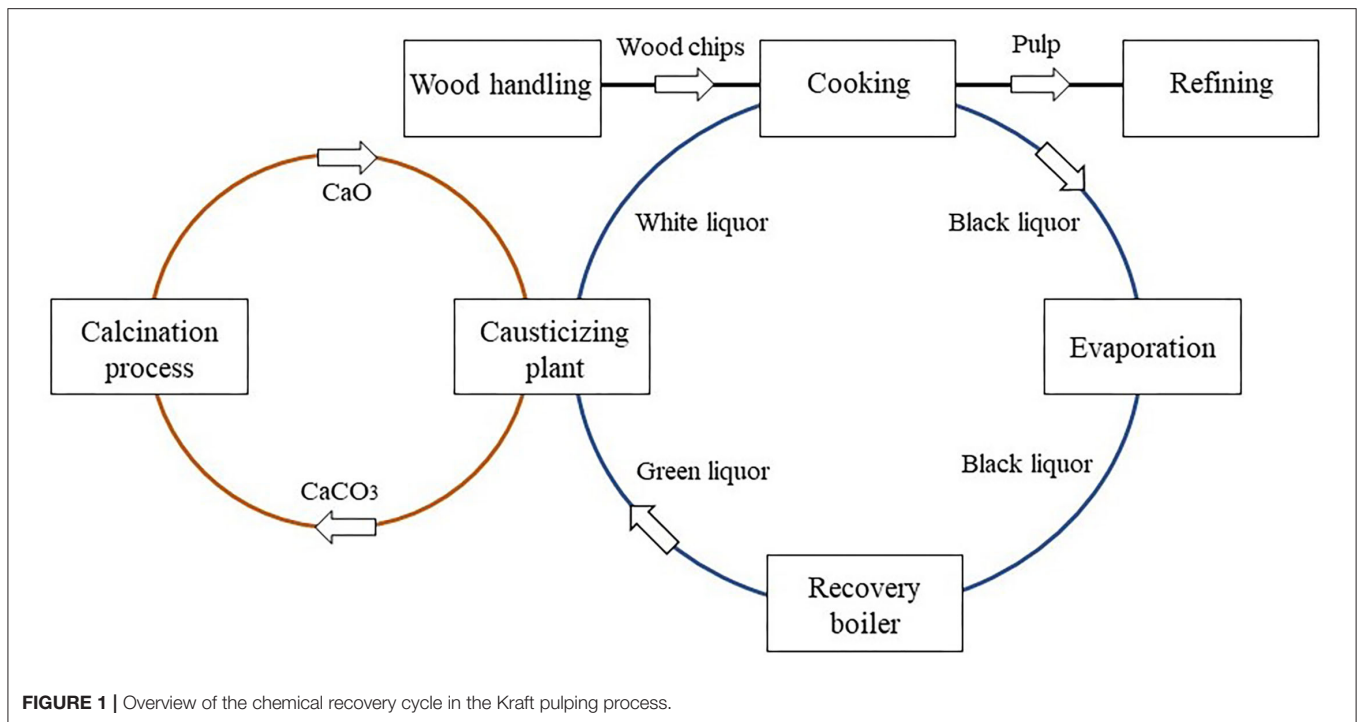 Wood chips
Pulp
Wood handling
Cooking
Refining
CaO
White liquor
Black liquor
Calcination
process
Causticizing
plant
Evaporation
Green liquor
Black liquor
CaCO3
Recovery
boiler
FIGURE 1 | Overview of the chemical recovery cycle in the Kraft pulping process.